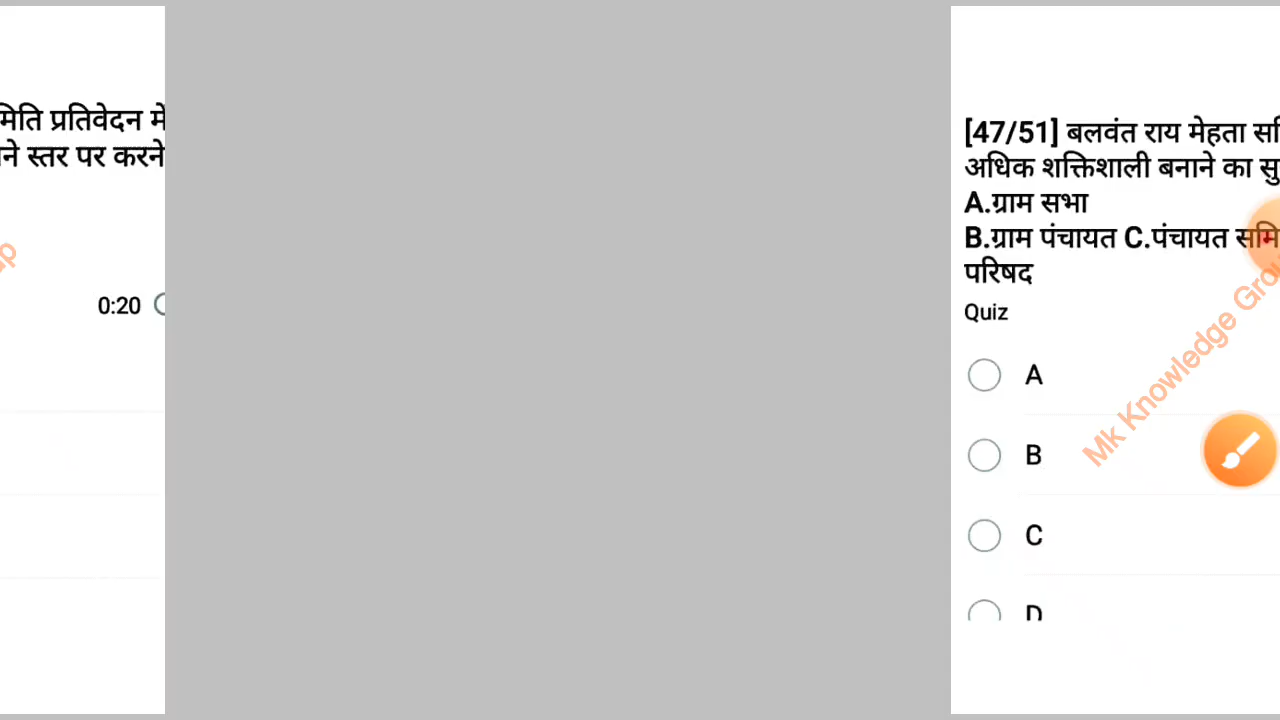 प्रतिवेदन में
स्तर पर करने
0:20
[47/51] बलवंत राय मेहता
अधिक शक्तिशाली बनाने का
A.ग्राम सभा
B.ग्राम पंचायत C.पंचायत
परिषद
Quiz
A
B
C
D
Mk Knowledge